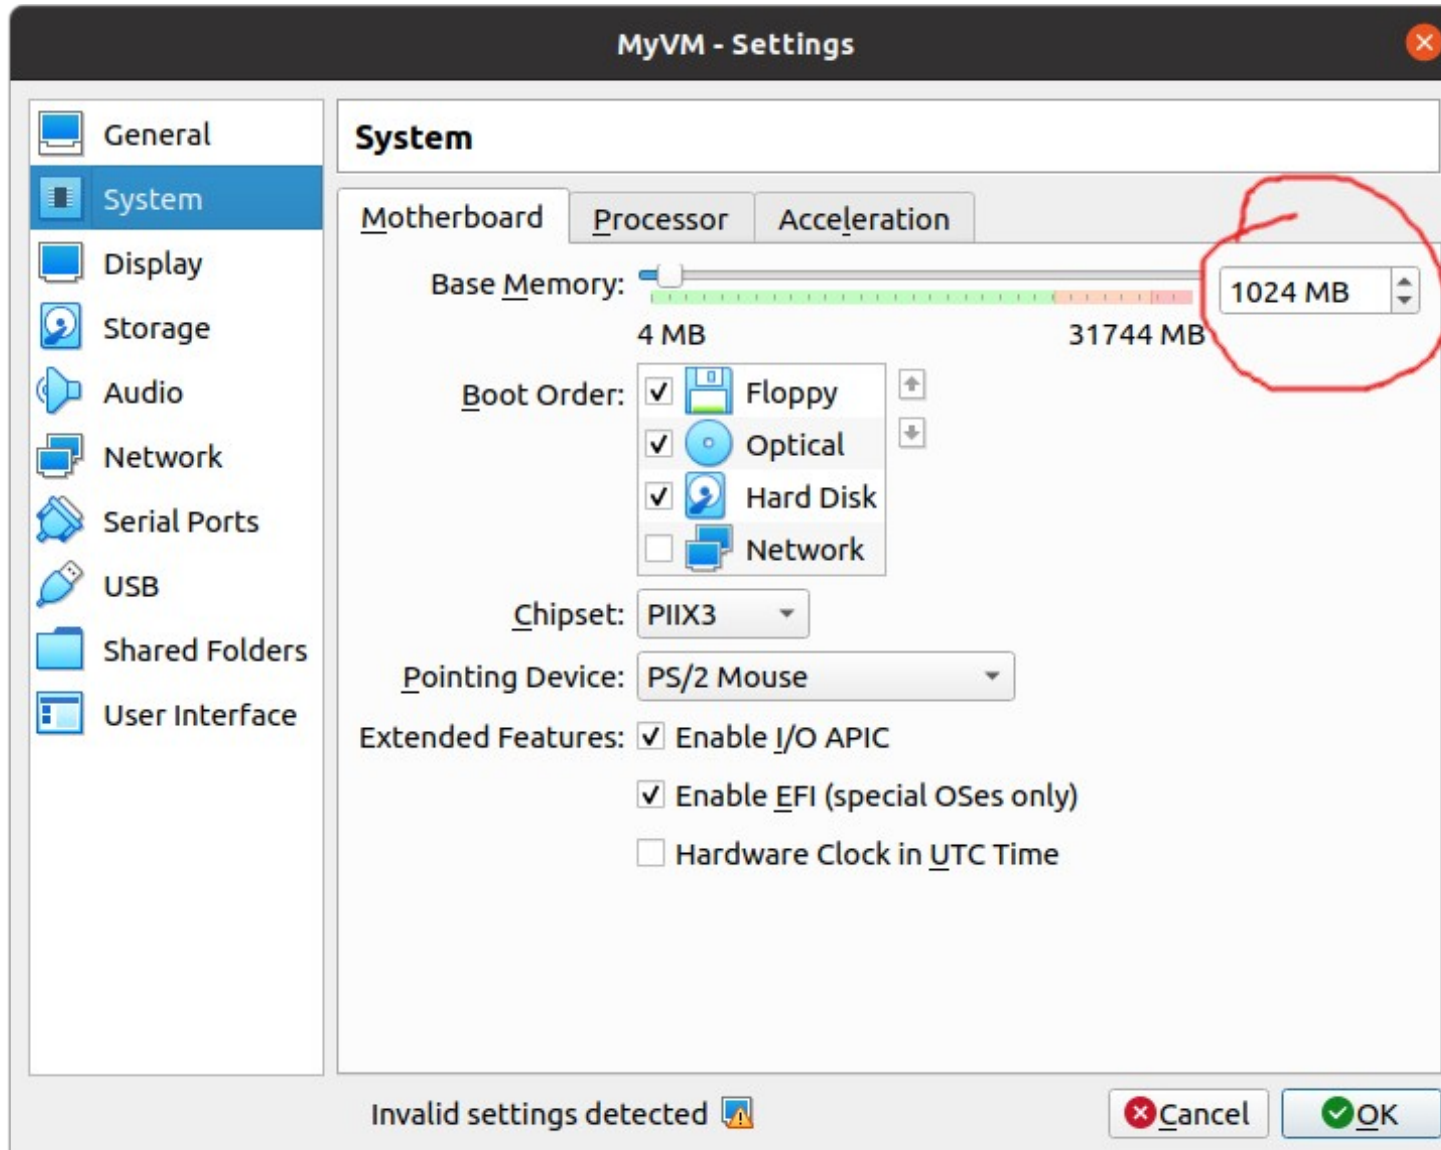 MyVM - Settings
General
System
Display
Storage
Audio
Network
Serial Ports
USB
Shared Folders
User Interface
System
Motherboard Processor Acceleration
Base Memory: 1024 MB
4 MB 31744 MB
Boot Order: Floppy
Optical
Hard Disk
Network
Chipset: PIIX3
Pointing Device: PS/2 Mouse
Extended Features: Enable I/O APIC
Enable EFI (special OSes only)
Hardware Clock in UTC Time
Invalid settings detected Cancel OK